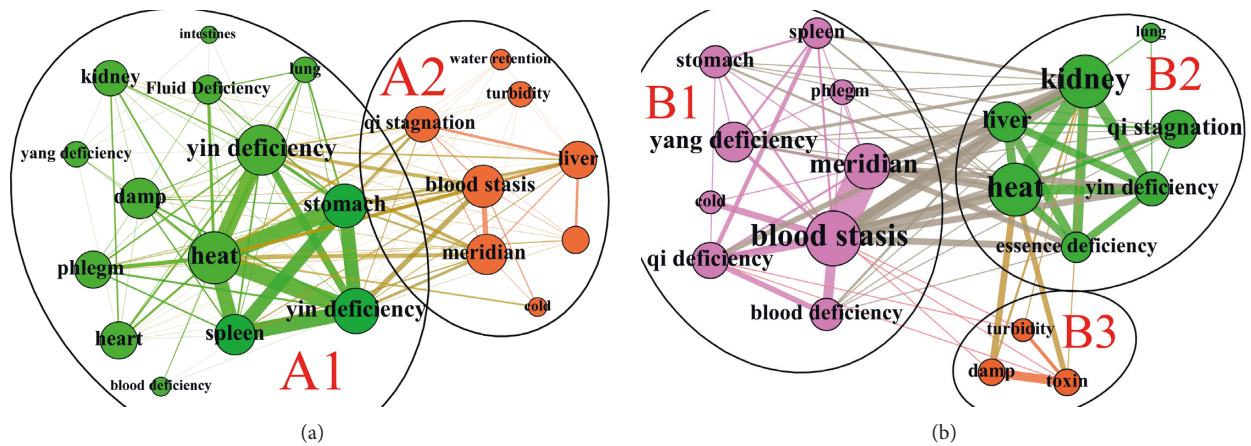 intestines
kidney
lung
Fluid Deficiency
yin deficiency
yang deficiency
damp
stomach
heat
phlegm
yin deficiency
spleen
heart
blood deficiency
A1
A2
water retention
turbidity
qi stagnation
liver
blood stasis
meridian
cold
(a)
B1
spleen
stomach
phlegm
yang deficiency
meridian
cold
blood stasis
qi deficiency
blood deficiency
B2
lung
kidney
liver
qi stagnation
heat
yin deficiency
essence deficiency
B3
turbidity
damp
toxin
(b)